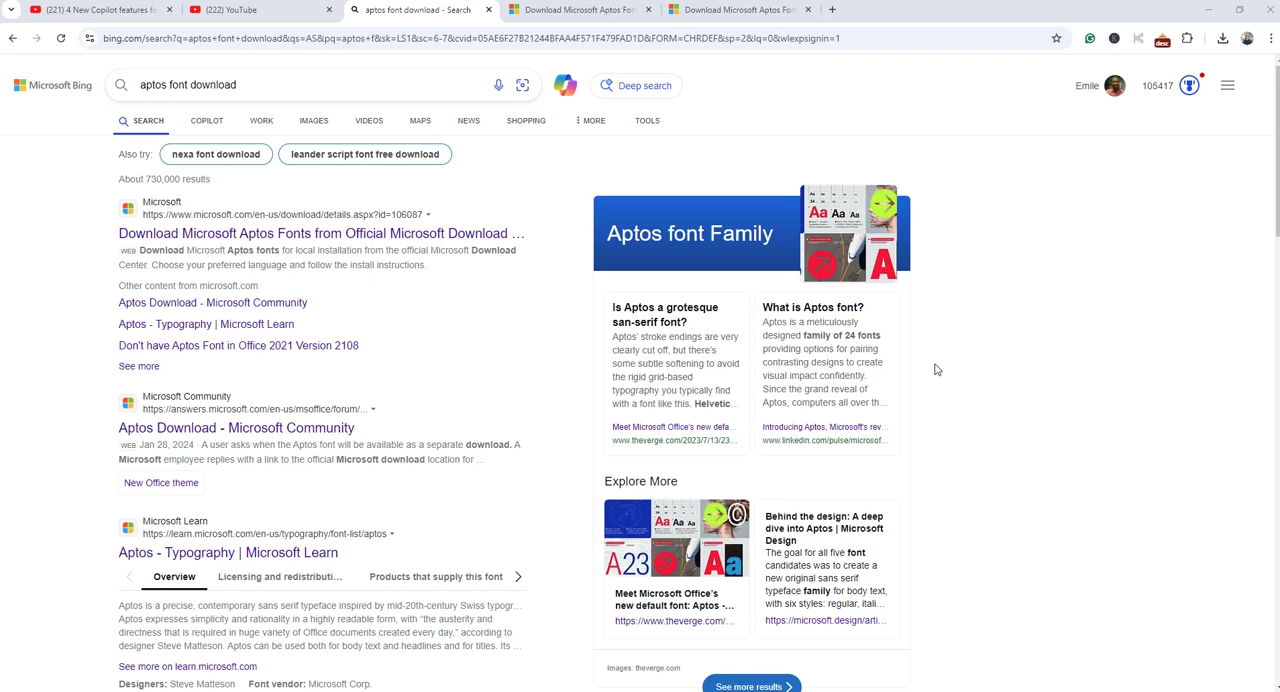 (221) 4 New Copilot features fo
(222) YouTube
aptos font download - Search
Download Microsoft Aptos Fon
Download Microsoft Aptos Fon
bing.com/search?q=aptos+font+download&qs=AS&pq=aptos+f&sk=LS1&sc=6-7&cvid=05AE6F27B21244BFAA4F571F479FAD1D&FORM=CHRDEF&sp=2&lq=0&wlexpsignin=1
desc
Microsoft Bing
aptos font download
Deep search
Emile
105417
SEARCH
COPILOT
WORK
IMAGES
VIDEOS
MAPS
NEWS
SHOPPING
MORE
TOOLS
Also try:
nexa font download
leander script font free download
About 730,000 results
Microsoft
https://www.microsoft.com/en-us/download/details.aspx?id=106087
Download Microsoft Aptos Fonts from Official Microsoft Download …
WEB Download Microsoft Aptos fonts for local installation from the official Microsoft Download
Center. Choose your preferred language and follow the install instructions.
Other content from microsoft.com
Aptos Download - Microsoft Community
Aptos - Typography | Microsoft Learn
Don't have Aptos Font in Office 2021 Version 2108
See more
Microsoft Community
https://answers.microsoft.com/en-us/msoffice/forum/…
Aptos Download - Microsoft Community
WEB Jan 28, 2024 · A user asks when the Aptos font will be available as a separate download. A
Microsoft employee replies with a link to the official Microsoft download location for …
New Office theme
Microsoft Learn
https://learn.microsoft.com/en-us/typography/font-list/aptos
Aptos - Typography | Microsoft Learn
Overview
Licensing and redistributi…
Products that supply this font
Aptos is a precise, contemporary sans serif typeface inspired by mid-20th-century Swiss typogr…
Aptos expresses simplicity and rationality in a highly readable form, with "the austerity and
directness that is required in huge variety of Office documents created every day," according to
designer Steve Matteson. Aptos can be used both for body text and headlines and for titles. Its …
See more on learn.microsoft.com
Designers: Steve Matteson
Font vendor: Microsoft Corp.
Aptos font Family
Aa Aa Aa
A
Is Aptos a grotesque
san-serif font?
Aptos' stroke endings are very
clearly cut off, but there's
some subtle softening to avoid
the rigid grid-based
typography you typically find
with a font like this. Helvetic…
Meet Microsoft Office's new defa…
www.theverge.com/2023/7/13/23…
What is Aptos font?
Aptos is a meticulously
designed family of 24 fonts
providing options for pairing
contrasting designs to create
visual impact confidently.
Since the grand reveal of
Aptos, computers all over th…
Introducing Aptos, Microsoft's rev…
www.linkedin.com/pulse/microsof…
Explore More
Aa Aa Aa
A23
Aa
Meet Microsoft Office's
new default font: Aptos -…
https://www.theverge.com/…
Behind the design: A deep
dive into Aptos | Microsoft
Design
The goal for all five font
candidates was to create a
new original sans serif
typeface family for body text,
with six styles: regular, itali…
https://microsoft.design/arti…
Images: theverge.com
See more results